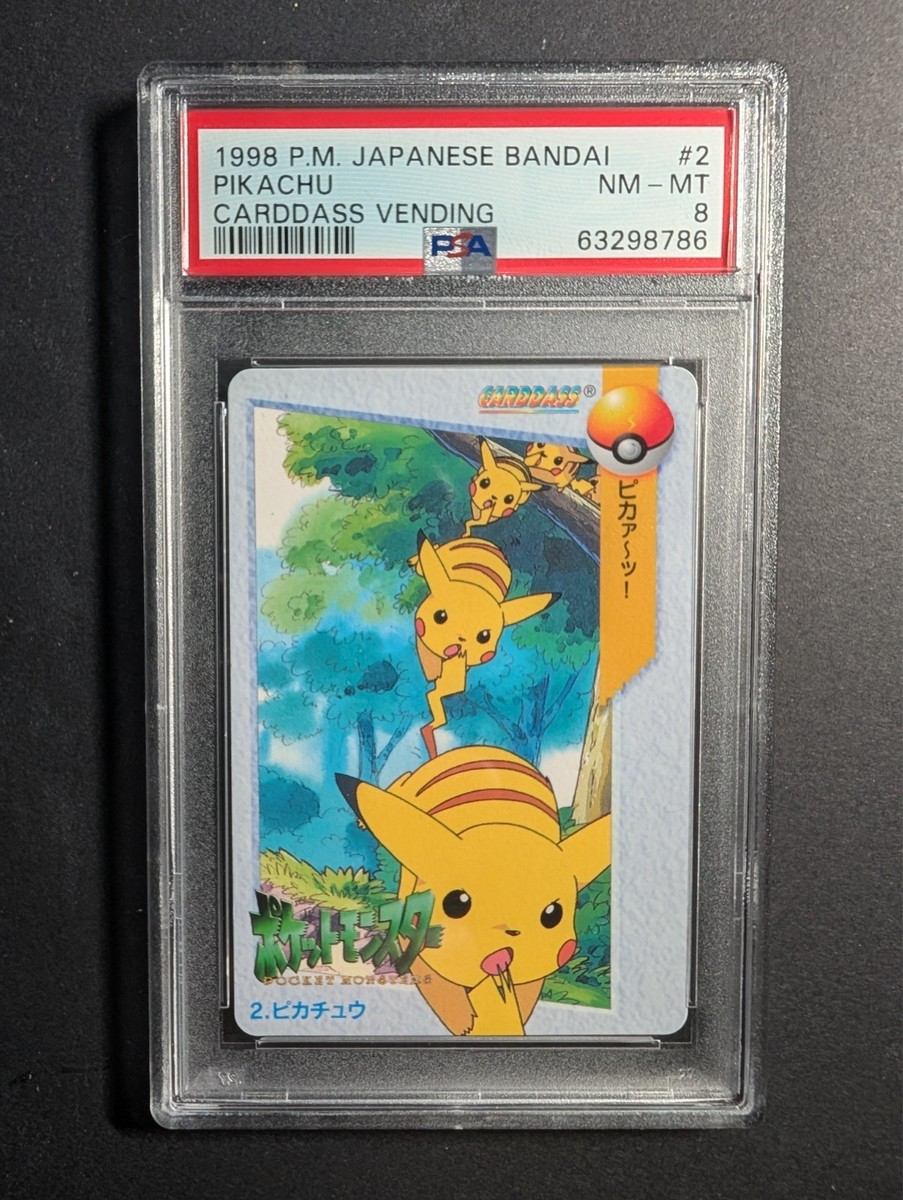 1998 P.M. JAPANESE BANDAI #2
PIKACHU NM - MT
CARDDASS VENDING 8
PSA 63298786
CARDDASS®
ピカァ〜ッ!
ポケットモンスター
POCKET MONSTERS
2.ピカチュウ